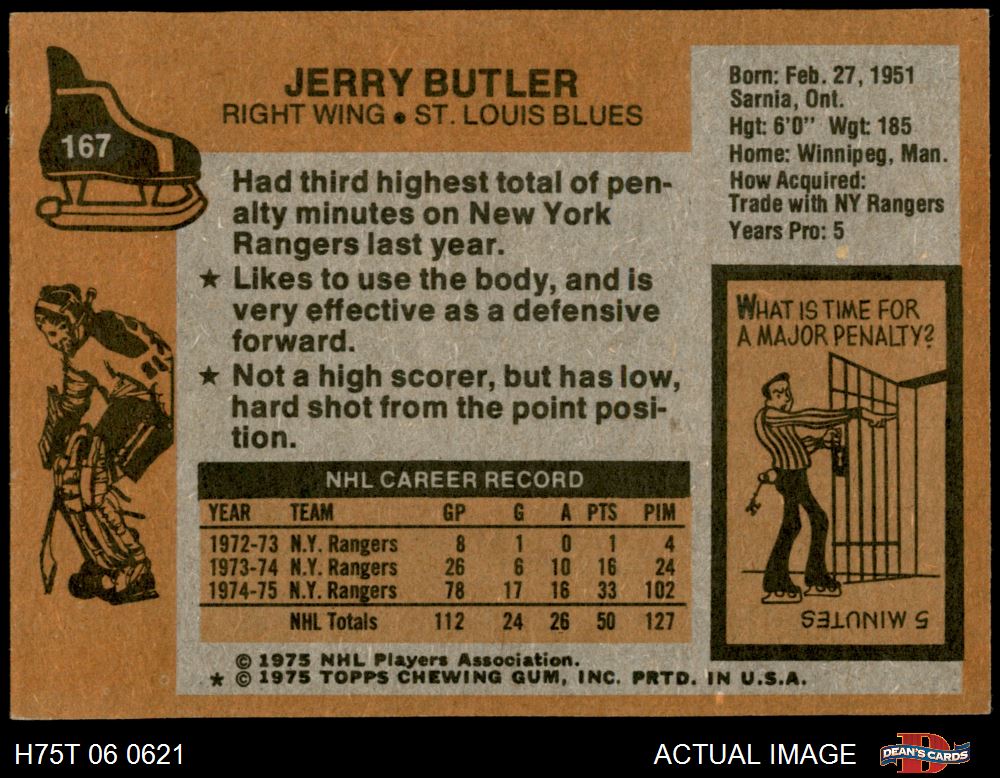 167
JERRY BUTLER
RIGHT WING • ST. LOUIS BLUES
Born: Feb. 27, 1951
Sarnia, Ont.
Hgt: 6'0" Wgt: 185
Home: Winnipeg, Man.
How Acquired:
Trade with NY Rangers
Years Pro: 5
Had third highest total of pen-
alty minutes on New York
Rangers last year.
★ Likes to use the body, and is
very effective as a defensive
forward.
★ Not a high scorer, but has low,
hard shot from the point posi-
tion.
WHAT IS TIME FOR
A MAJOR PENALTY?
5 MINUTES
NHL CAREER RECORD
YEAR TEAM GP G A PTS PIM
1972-73 N.Y. Rangers 8 1 0 1 4
1973-74 N.Y. Rangers 26 6 10 16 24
1974-75 N.Y. Rangers 78 17 16 33 102
NHL Totals 112 24 26 50 127
© 1975 NHL Players Association.
★ © 1975 TOPPS CHEWING GUM, INC. PRTD. IN U.S.A.
H75T 06 0621
ACTUAL IMAGE
D
DEAN'S CARDS